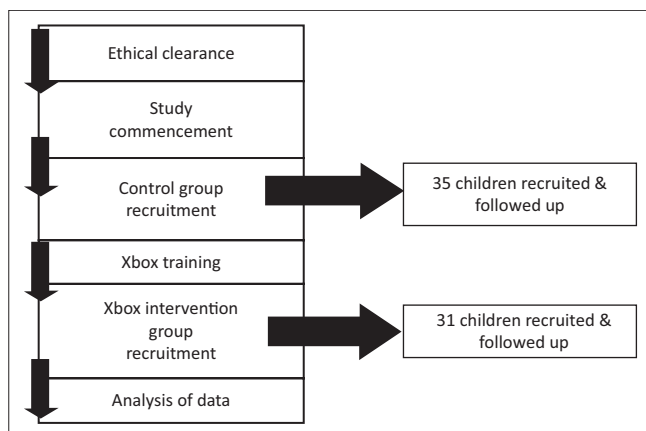 Ethical clearance
Study
commencement
Control group
recruitment
35 children recruited &
followed up
Xbox training
Xbox intervention
group
recruitment
31 children recruited &
followed up
Analysis of data